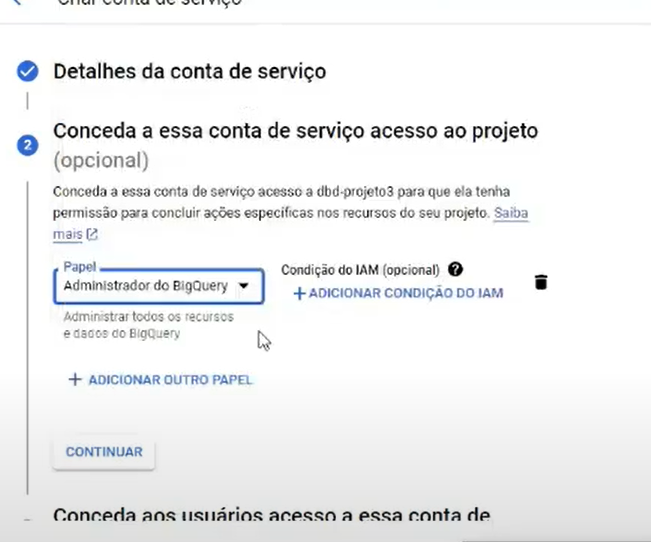 Criar conta de serviço
Detalhes da conta de serviço
2
Conceda a essa conta de serviço acesso ao projeto
(opcional)
Conceda a essa conta de serviço acesso a dbd-projeto3 para que ela tenha
permissão para concluir ações específicas nos recursos do seu projeto. Saiba
mais
Papel
Administrador do BigQuery
Condição do IAM (opcional) ?
+ ADICIONAR CONDIÇÃO DO IAM
Administrar todos os recursos
e dados do BigQuery
+ ADICIONAR OUTRO PAPEL
CONTINUAR
Conceda aos usuários acesso a essa conta de